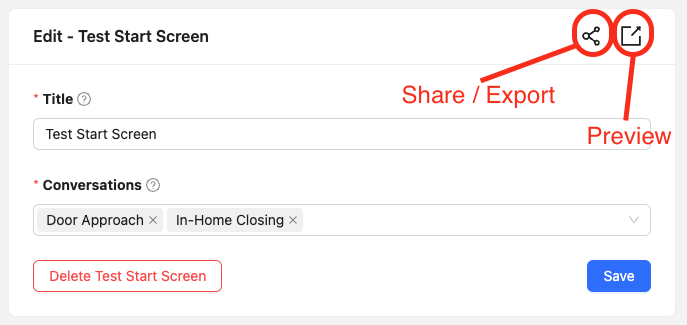 Edit - Test Start Screen
Share / Export
Preview
* Title ?
Test Start Screen
* Conversations ?
Door Approach × In-Home Closing ×
Delete Test Start Screen
Save